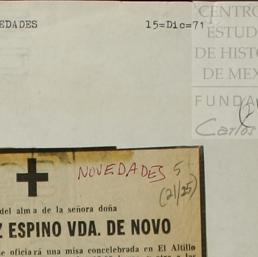 EDADES
15=Dic=71
CENTRO
ESTUD
DE HISTO
DE MEX
FUNDA
Carlos
NOVEDADES 5-
(21/25)
del alma de la señora doña
Z ESPINO VDA. DE NOVO
e oficiará una misa concelebrada en El Altillo